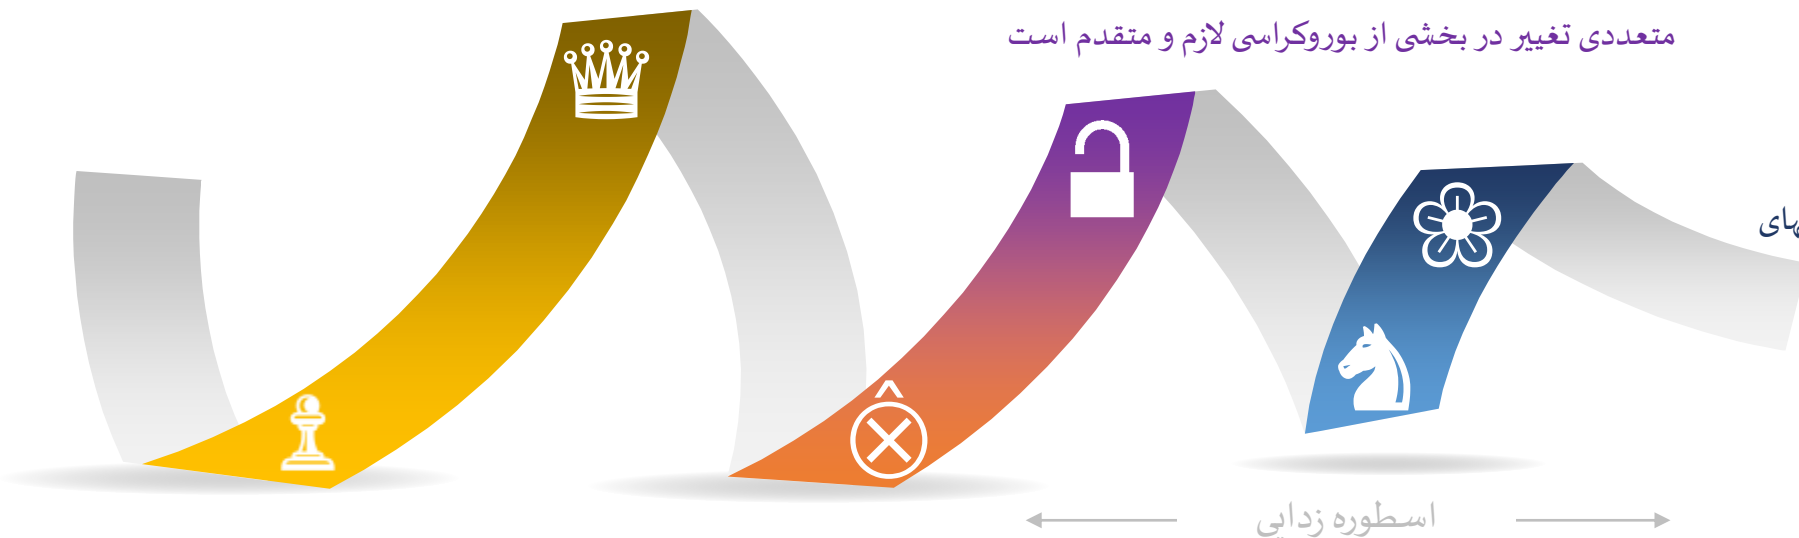 متعددی تغییر در بخشی از بوروکراسی لازم و متقدم است
اسطوره زدایی